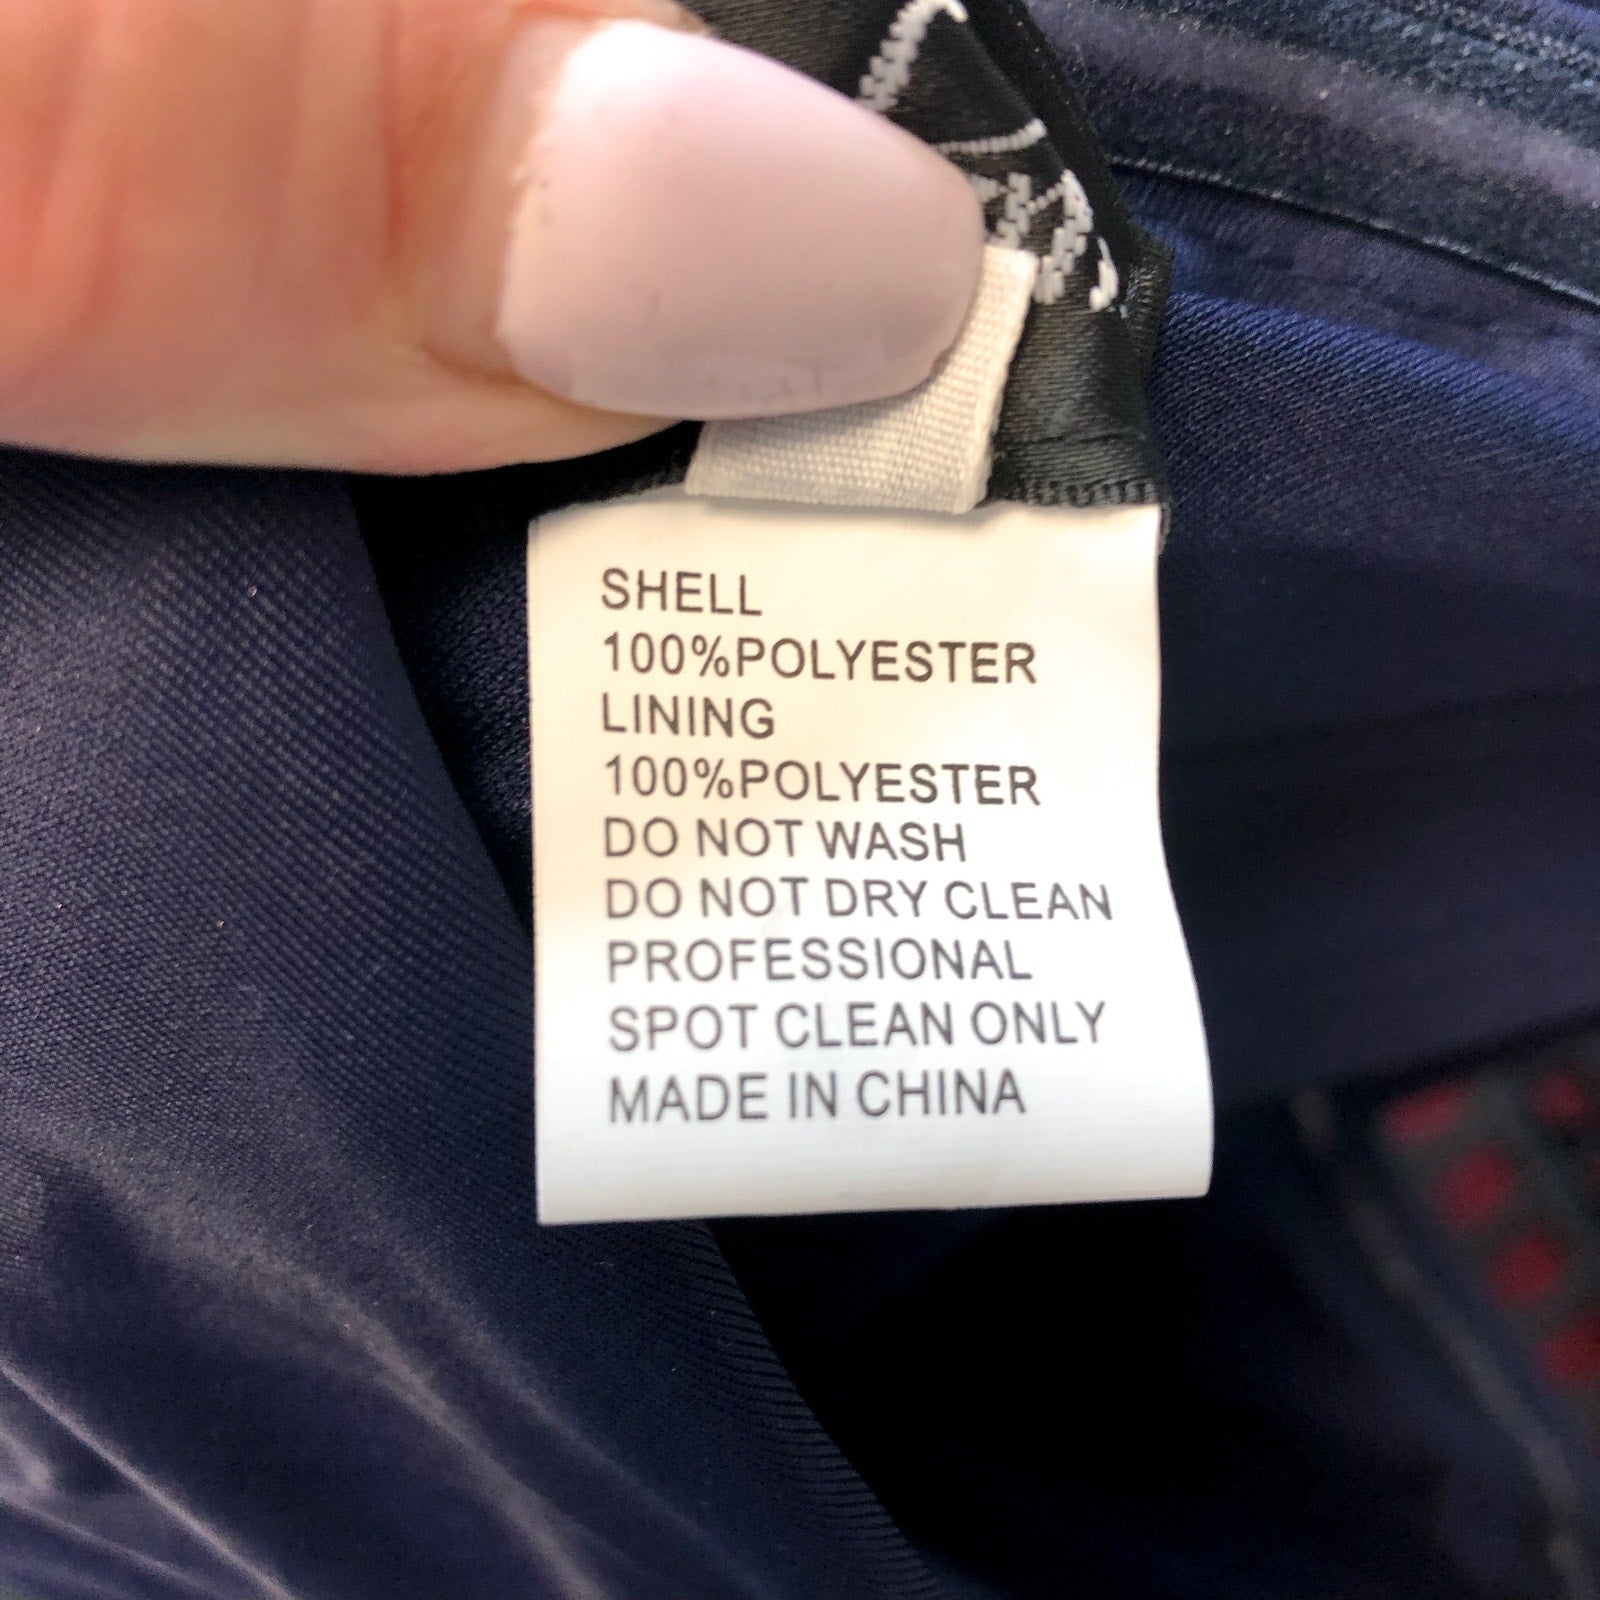 SHELL
100%POLYESTER
LINING
100%POLYESTER
DO NOT WASH
DO NOT DRY CLEAN
PROFESSIONAL
SPOT CLEAN ONLY
MADE IN CHINA